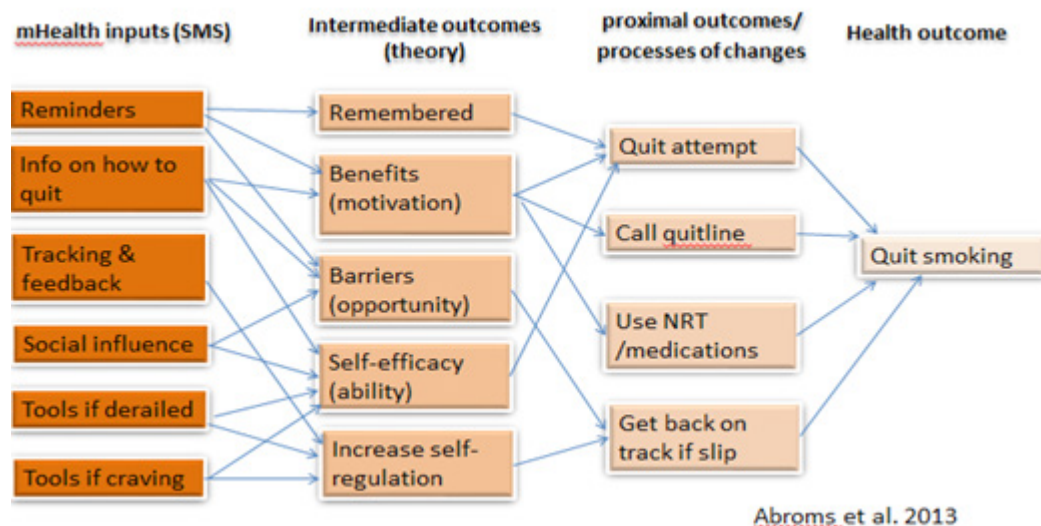 mHealth inputs (SMS)
Intermediate outcomes
(theory)
proximal outcomes/
processes of changes
Health outcome
Reminders
Info on how to
quit
Tracking &
feedback
Social influence
Tools if derailed
Tools if craving
Remembered
Benefits
(motivation)
Barriers
(opportunity)
Self-efficacy
(ability)
Increase self-
regulation
Quit attempt
Call quitline
Use NRT
/medications
Get back on
track if slip
Quit smoking
Abroms et al. 2013